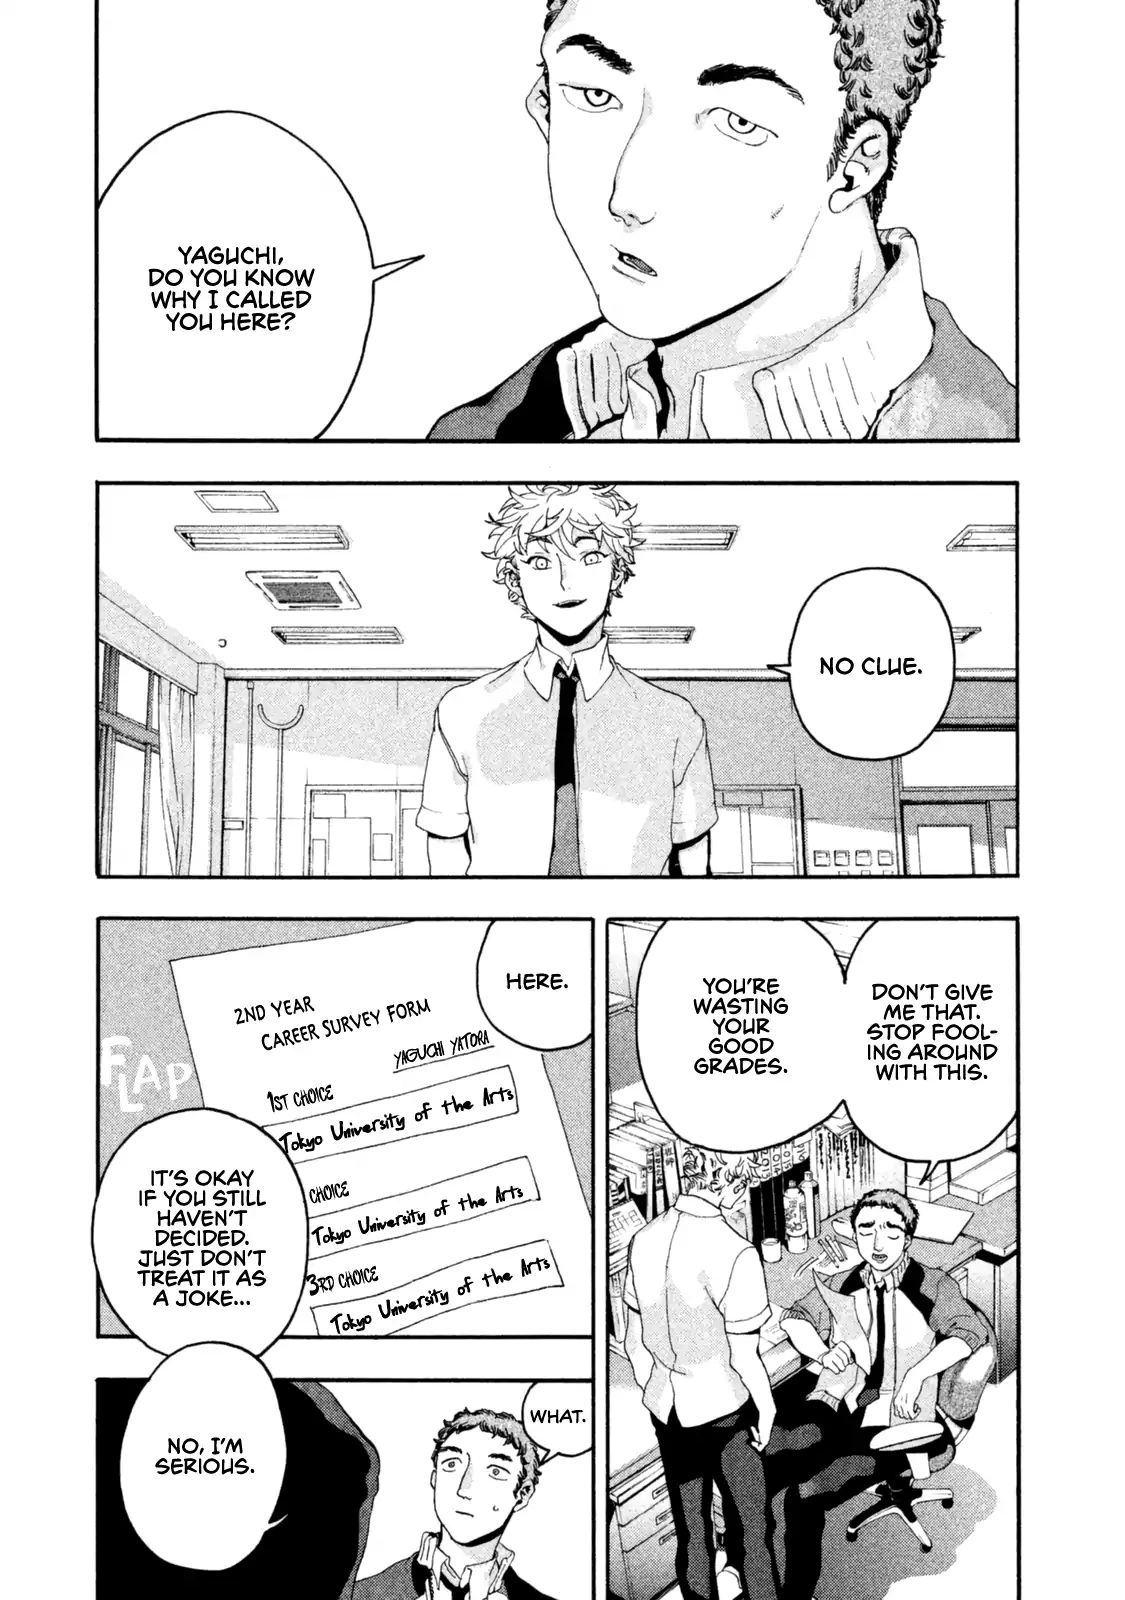 YAGUCHI,
DO YOU KNOW
WHY I CALLED
YOU HERE?
NO CLUE.
DON'T GIVE
ME THAT.
STOP FOOL-
ING AROUND
WITH THIS.
YOU'RE
WASTING
YOUR
GOOD
GRADES.
HERE.
2ND YEAR
CAREER SURVEY FORM
YAGUCHI YATORA
1ST CHOICE
Tokyo University of the Arts
CHOICE
Tokyo University of the Arts
3RD CHOICE
Tokyo University of the Arts
FLAP
IT'S OKAY
IF YOU STILL
HAVEN'T
DECIDED.
JUST DON'T
TREAT IT AS
A JOKE...
WHAT.
NO, I'M
SERIOUS.